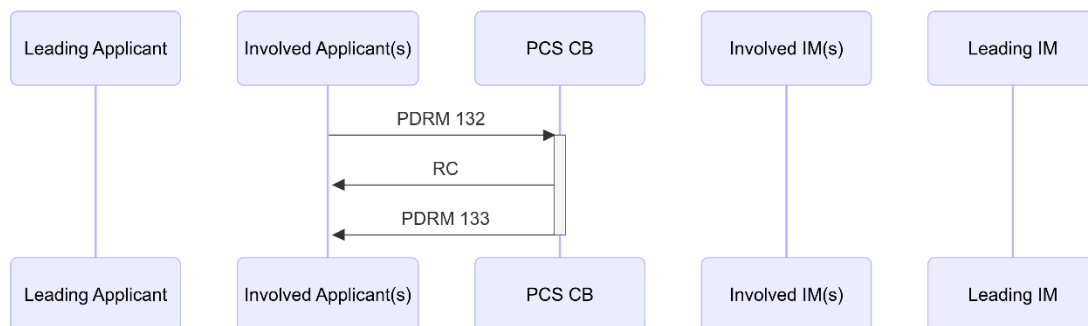 Leading Applicant
Involved Applicant(s)
PCS CB
Involved IM(s)
Leading IM
PDRM 132
RC
PDRM 133
Leading Applicant
Involved Applicant(s)
PCS CB
Involved IM(s)
Leading IM